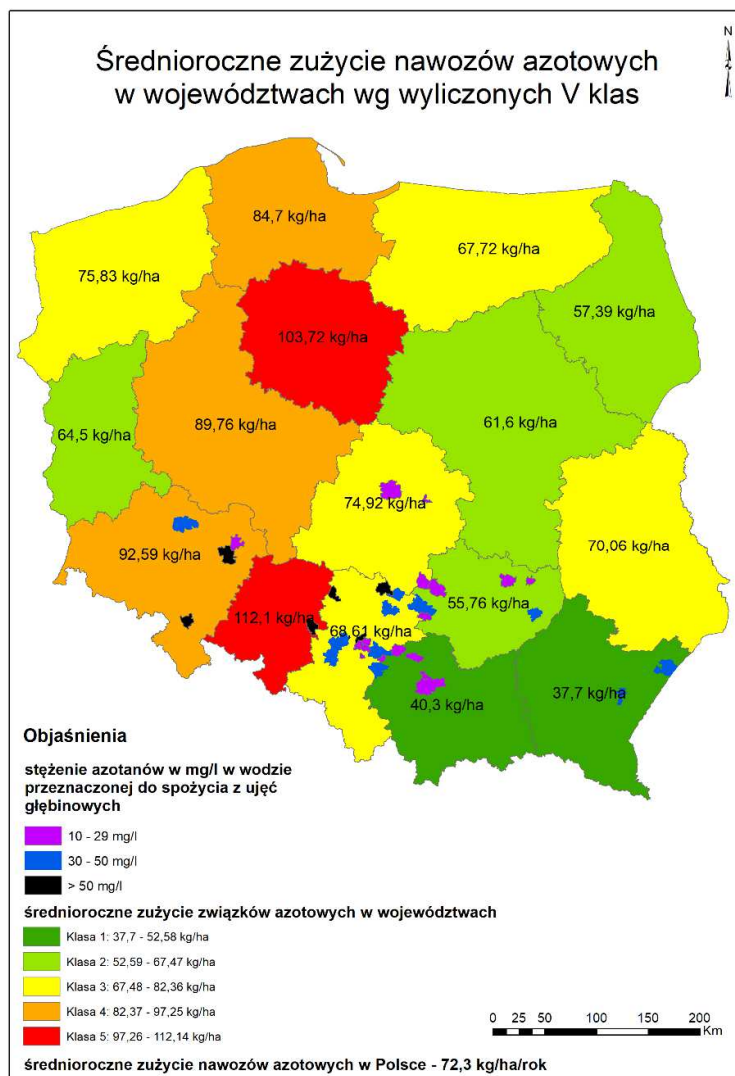 Średnioroczne zużycie nawozów azotowych
w województwach wg wyliczonych V klas
N
84,7 kg/ha
67,72 kg/ha
75,83 kg/ha
57,39 kg/ha
103,72 kg/ha
89,76 kg/ha
61,6 kg/ha
64,5 kg/ha
74,92 kg/ha
70,06 kg/ha
92,59 kg/ha
55,76 kg/ha
112,1 kg/ha
68,61 kg/ha
37,7 kg/ha
40,3 kg/ha
Objaśnienia
stężenie azotanów w mg/l w wodzie
przeznaczonej do spożycia z ujęć
głębinowych
10 - 29 mg/l
30 - 50 mg/l
> 50 mg/l
średnioroczne zużycie związków azotowych w województwach
Klasa 1: 37,7 - 52,58 kg/ha
Klasa 2: 52,59 - 67,47 kg/ha
Klasa 3: 67,48 - 82,36 kg/ha
Klasa 4: 82,37 - 97,25 kg/ha
Klasa 5: 97,26 - 112,14 kg/ha
0 25 50 100 150 200
Km
średnioroczne zużycie nawozów azotowych w Polsce - 72,3 kg/ha/rok